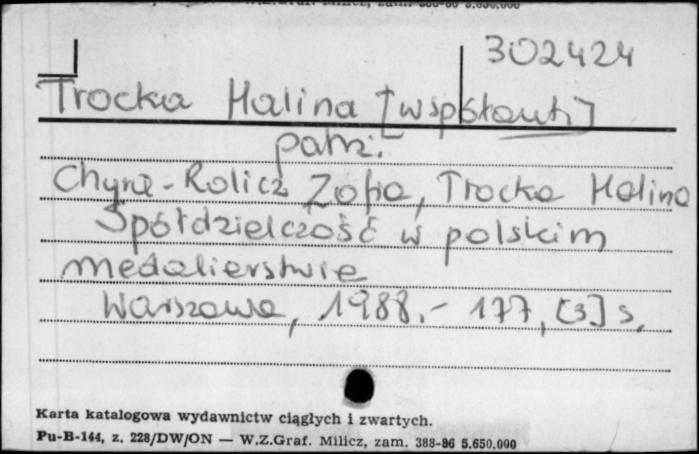 302424
Trocka Halina [współaut.]
patrz:
Chyra-Rolicz Zofia, Trocka Halina
Spółdzielczość w polskim
medalierstwie
Warszawa, 1988.- 177, [3] s.
Karta katalogowa wydawnictw ciągłych i zwartych.
Pu-B-144, z. 228/DW/ON — W.Z.Graf. Milicz, zam. 388-86 5.650.000